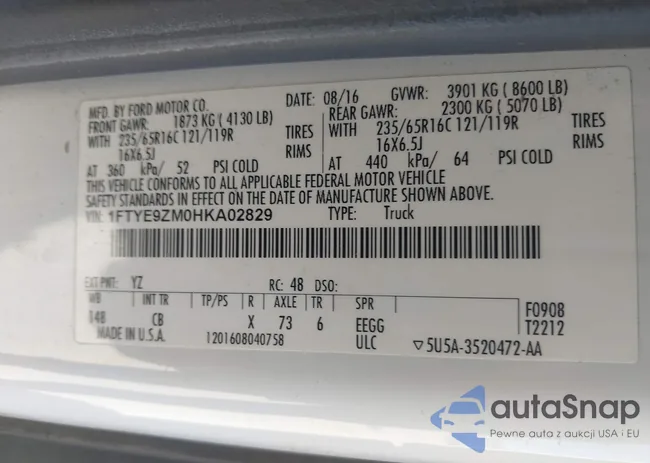 MFD. BY FORD MOTOR CO. DATE: 08/16 GVWR: 3901 KG ( 8600 LB)
FRONT GAWR: 1873 KG ( 4130 LB) REAR GAWR: 2300 KG ( 5070 LB)
WITH 235/65R16C 121/119R TIRES WITH 235/65R16C 121/119R TIRES
16X6.5J RIMS 16X6.5J RIMS
AT 360 kPa/ 52 PSI COLD AT 440 kPa/ 64 PSI COLD
THIS VEHICLE CONFORMS TO ALL APPLICABLE FEDERAL MOTOR VEHICLE
SAFETY STANDARDS IN EFFECT ON THE DATE OF MANUFACTURE SHOWN ABOVE.
VIN: 1FTYE9ZM0HKA02829 TYPE: Truck
EXT PNT: YZ RC: 48 DSO:
WB INT TR TP/PS R AXLE TR SPR F0908
148 CB X 73 6 EEGG T2212
MADE IN U.S.A. 1201608040758 ULC ▽5U5A-3520472-AA
autaSnap
Pewne auta z aukcji USA i EU